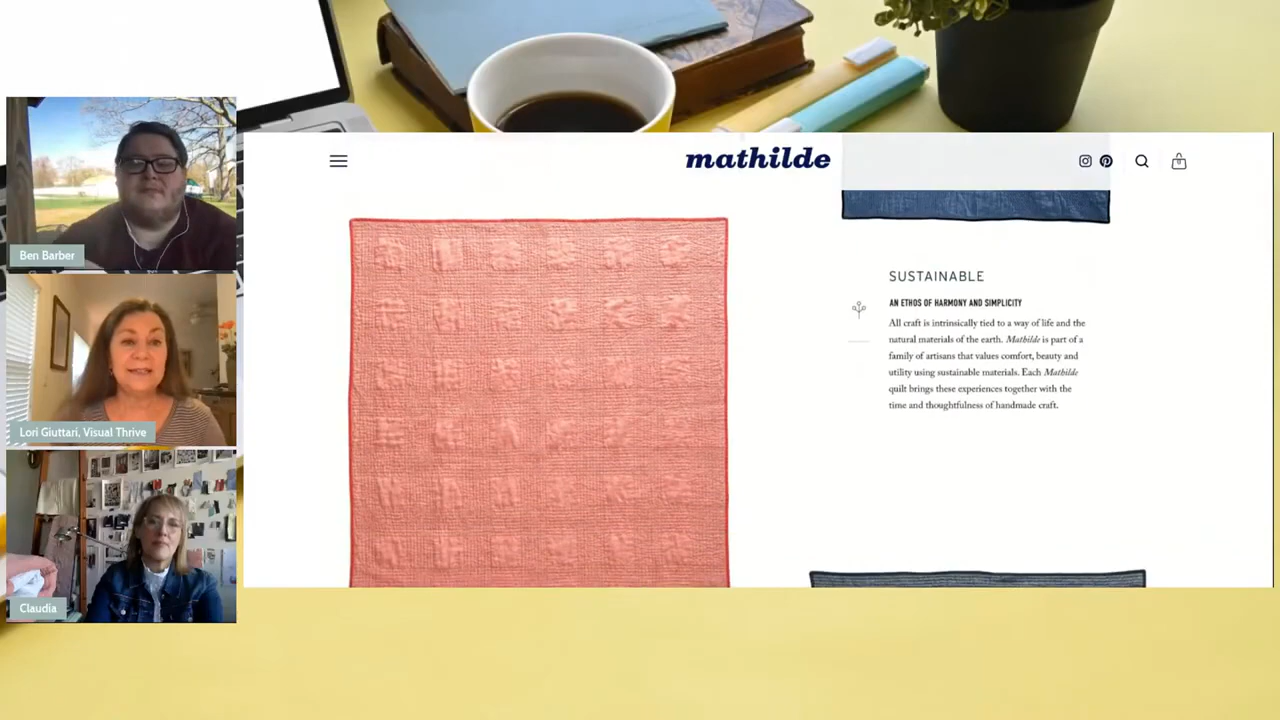 mathilde
0
SUSTAINABLE
AN ETHOS OF HARMONY AND SIMPLICITY
All craft is intrinsically tied to a way of life and the
natural materials of the earth. Mathilde is part of a
family of artisans that values comfort, beauty and
utility using sustainable materials. Each Mathilde
quilt brings these experiences together with the
time and thoughtfulness of handmade craft.
Ben Barber
Lori Giuttari, Visual Thrive
Claudia